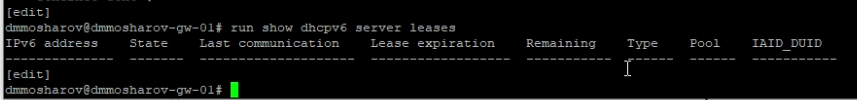 [edit]
dmmosharov@dmmosharov-gw-01# run show dhcpv6 server leases
IPv6 address    State    Last communication    Lease expiration    Remaining    Type    Pool    IAID_DUID
--------------  -------  --------------------  ------------------  -----------  ------  ------  -----------
[edit]
dmmosharov@dmmosharov-gw-01#